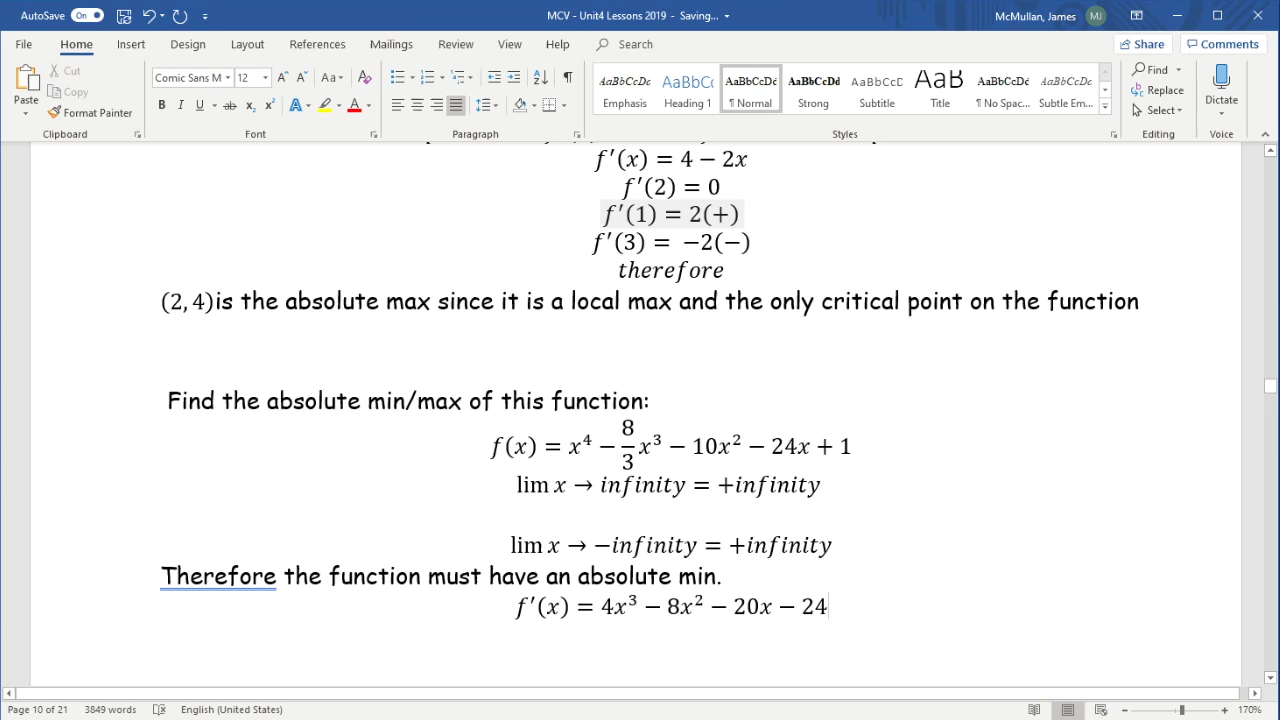 AutoSave On MCV - Unit4 Lessons 2019 - Saving... McMullan, James MJ
File Home Insert Design Layout References Mailings Review View Help Search Share Comments
Paste Cut Copy Format Painter
Comic Sans M 12 Aa
AaBbCcDc AaBbCc AaBbCcDc AaBbCcDd AaBbCcD AaB AaBbCcDc AaBbCcDc
Emphasis Heading 1 ¶ Normal Strong Subtitle Title ¶ No Spac... Subtle Em...
Find Replace Select Dictate
Clipboard Font Paragraph Styles Editing Voice
f′(x) = 4 − 2x
f′(2) = 0
f′(1) = 2(+)
f′(3) = −2(−)
therefore
(2, 4)is the absolute max since it is a local max and the only critical point on the function
Find the absolute min/max of this function:
f(x) = x⁴ − 8/3 x³ − 10x² − 24x + 1
lim x → infinity = +infinity
lim x → −infinity = +infinity
Therefore the function must have an absolute min.
f′(x) = 4x³ − 8x² − 20x − 24
Page 10 of 21 3849 words English (United States) 170%